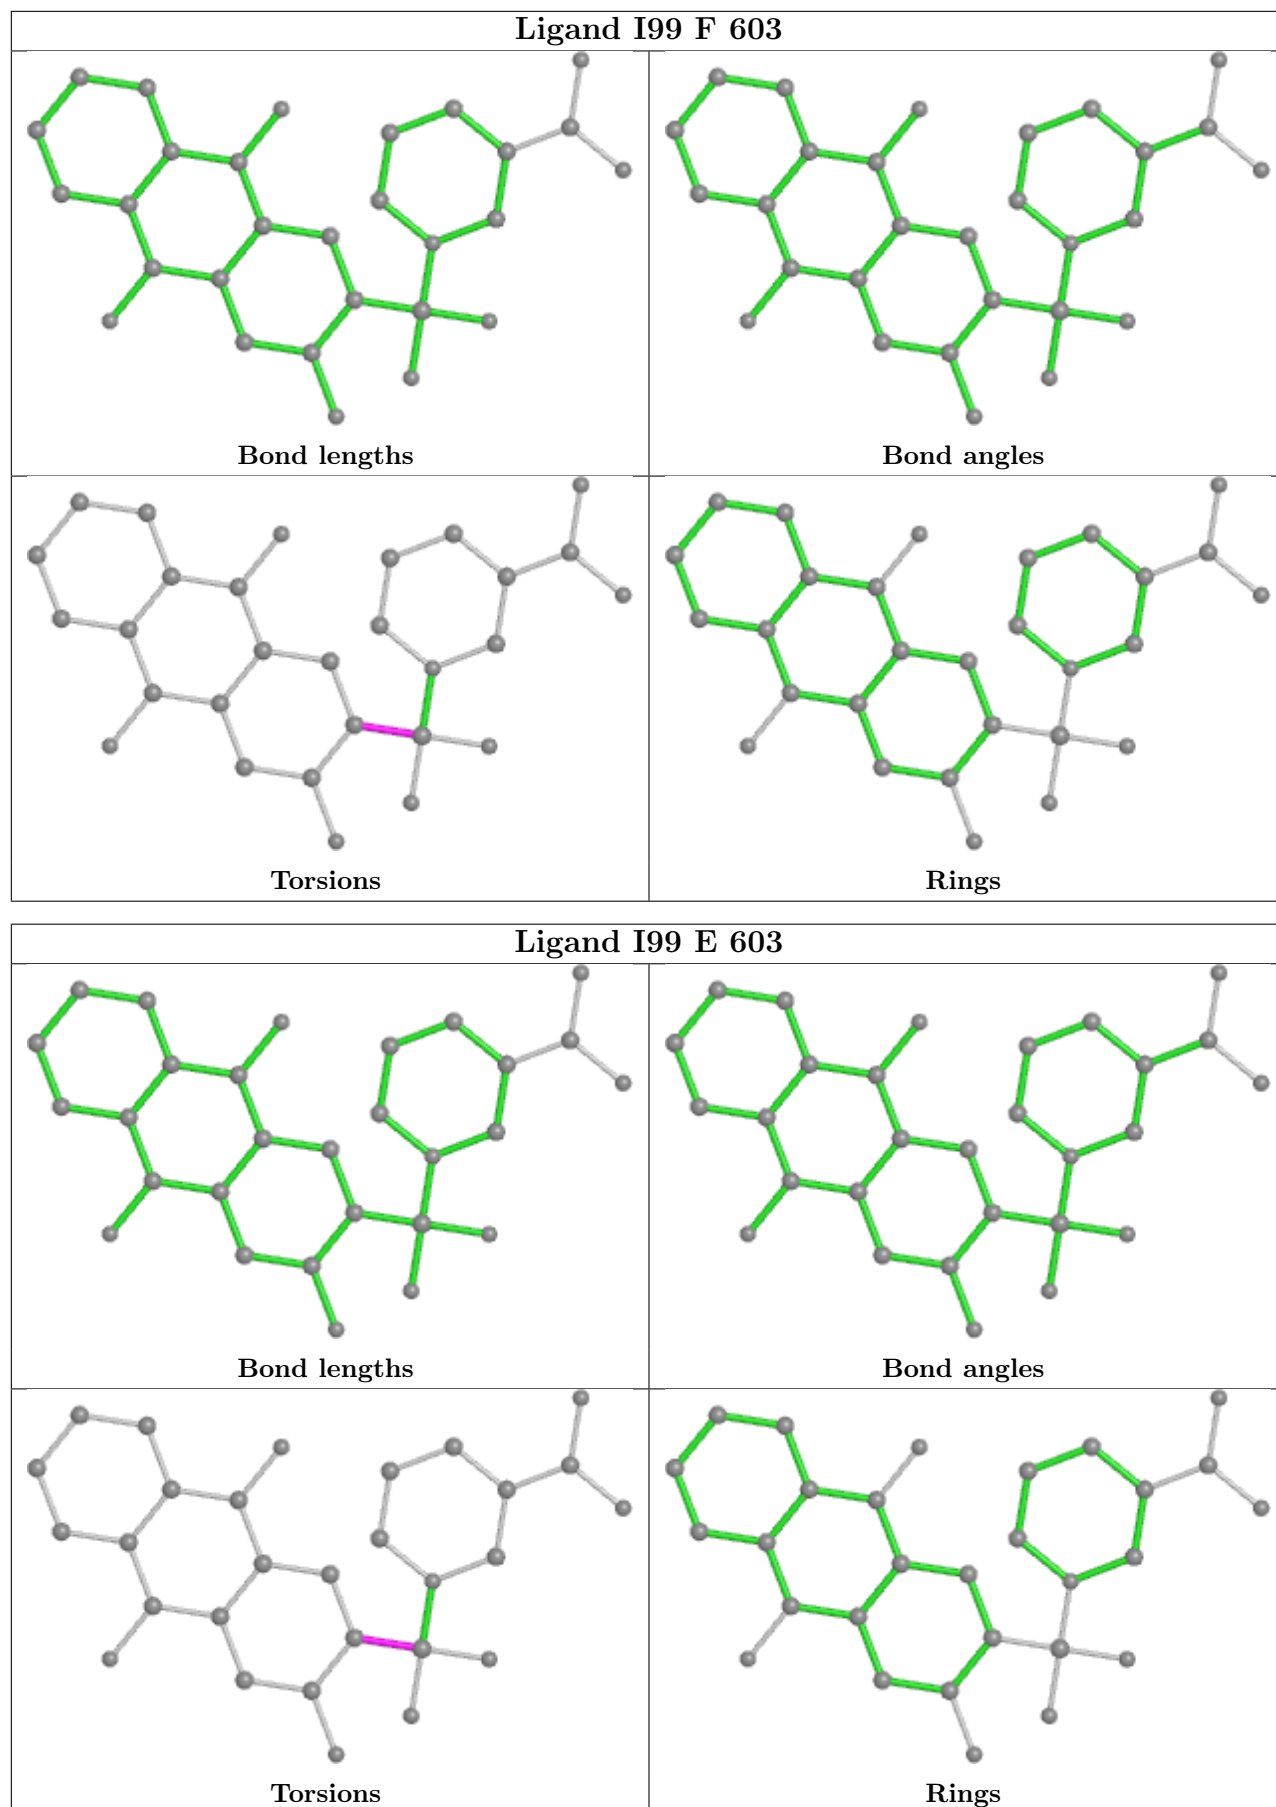 Ligand I99 F 603
Bond lengths
Bond angles
Torsions
Rings
Ligand I99 E 603
Bond lengths
Bond angles
Torsions
Rings